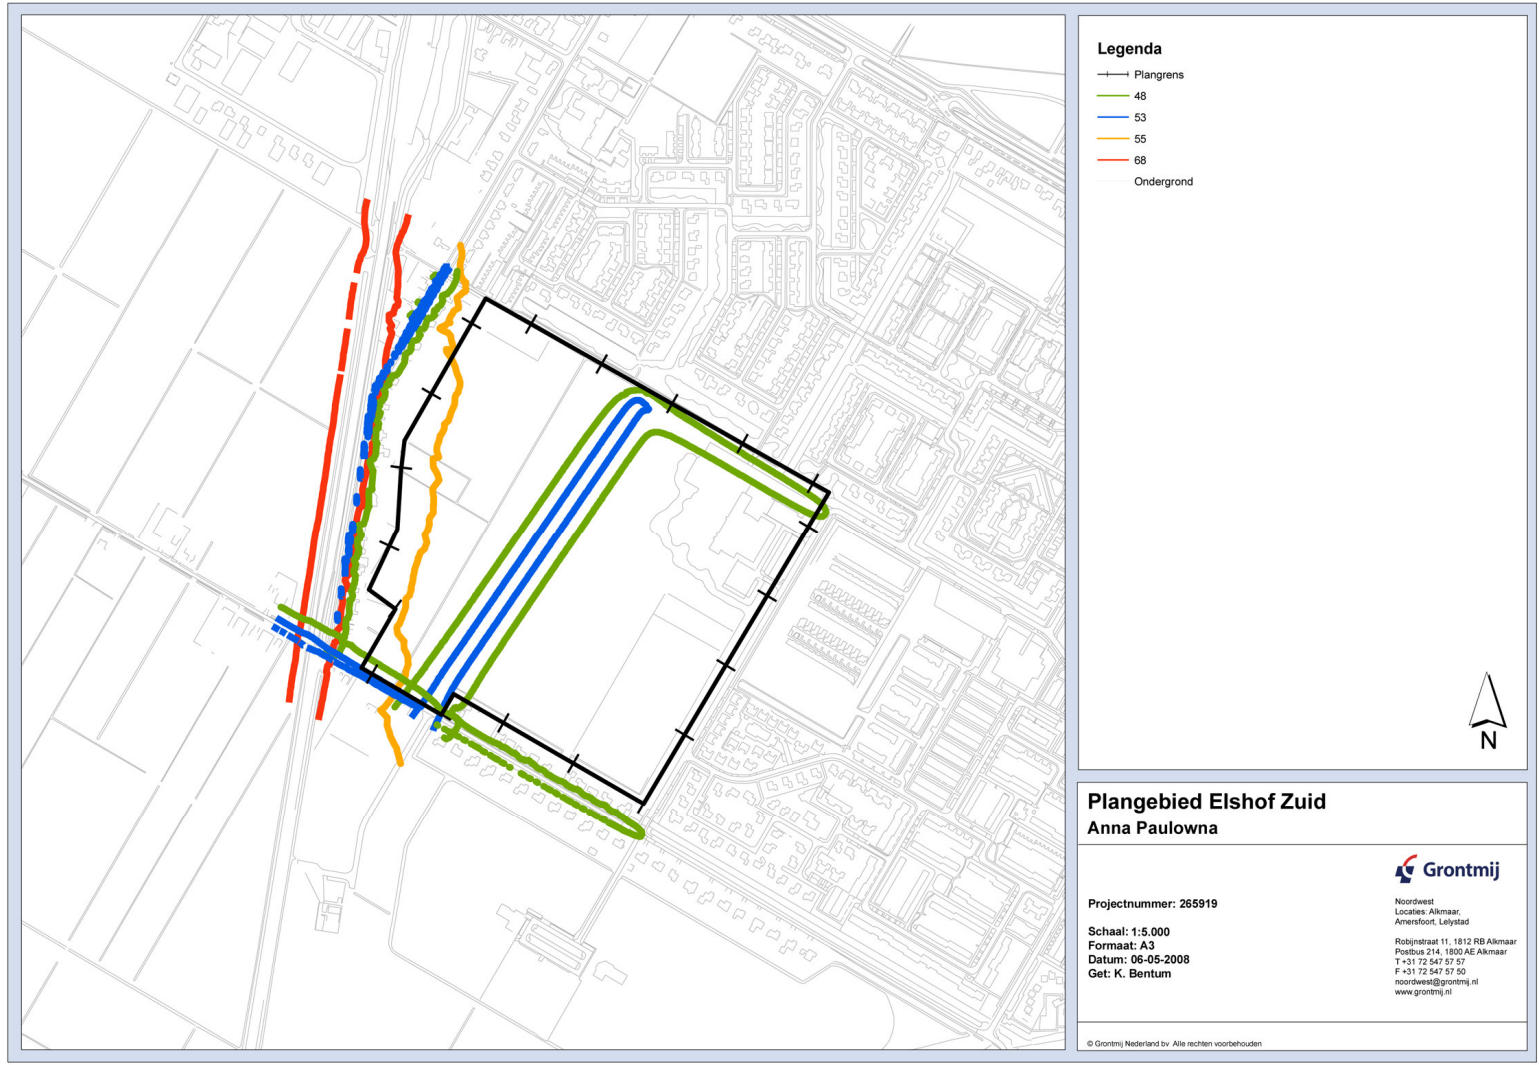 Legenda
Plangrens
48
53
55
68
Ondergrond
N
Plangebied Elshof Zuid
Anna Paulowna
Grontmij
Projectnummer: 265919
Schaal: 1:5.000
Formaat: A3
Datum: 06-05-2008
Get: K. Bentum
Noordwest
Locaties: Alkmaar,
Amersfoort, Lelystad
Robijnstraat 11, 1812 RB Alkmaar
Postbus 214, 1800 AE Alkmaar
T +31 72 547 57 57
F +31 72 547 57 50
noordwest@grontmij.nl
www.grontmij.nl
© Grontmij Nederland bv Alle rechten voorbehouden